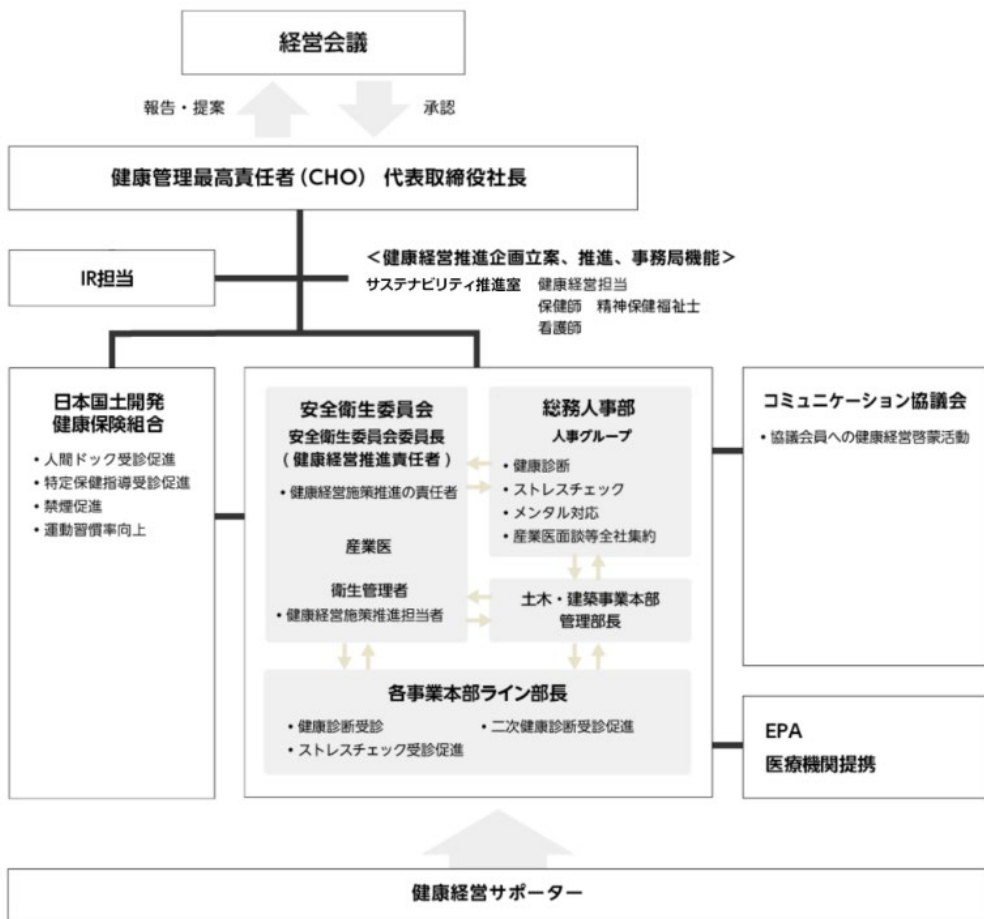 経営会議
報告・提案
承認
健康管理最高責任者(CHO) 代表取締役社長
IR担当
<健康経営推進企画立案、推進、事務局機能>
サステナビリティ推進室 健康経営担当
保健師 精神保健福祉士
看護師
日本国土開発
健康保険組合
・人間ドック受診促進
・特定保健指導受診促進
・禁煙促進
・運動習慣率向上
安全衛生委員会
安全衛生委員会委員長
(健康経営推進責任者)
・健康経営施策推進の責任者
産業医
衛生管理者
・健康経営施策推進担当者
総務人事部
人事グループ
・健康診断
・ストレスチェック
・メンタル対応
・産業医面談等全社集約
土木・建築事業本部
管理部長
各事業本部ライン部長
・健康診断受診
・ストレスチェック受診促進
・二次健康診断受診促進
コミュニケーション協議会
・協議会員への健康経営啓蒙活動
EPA
医療機関提携
健康経営サポーター